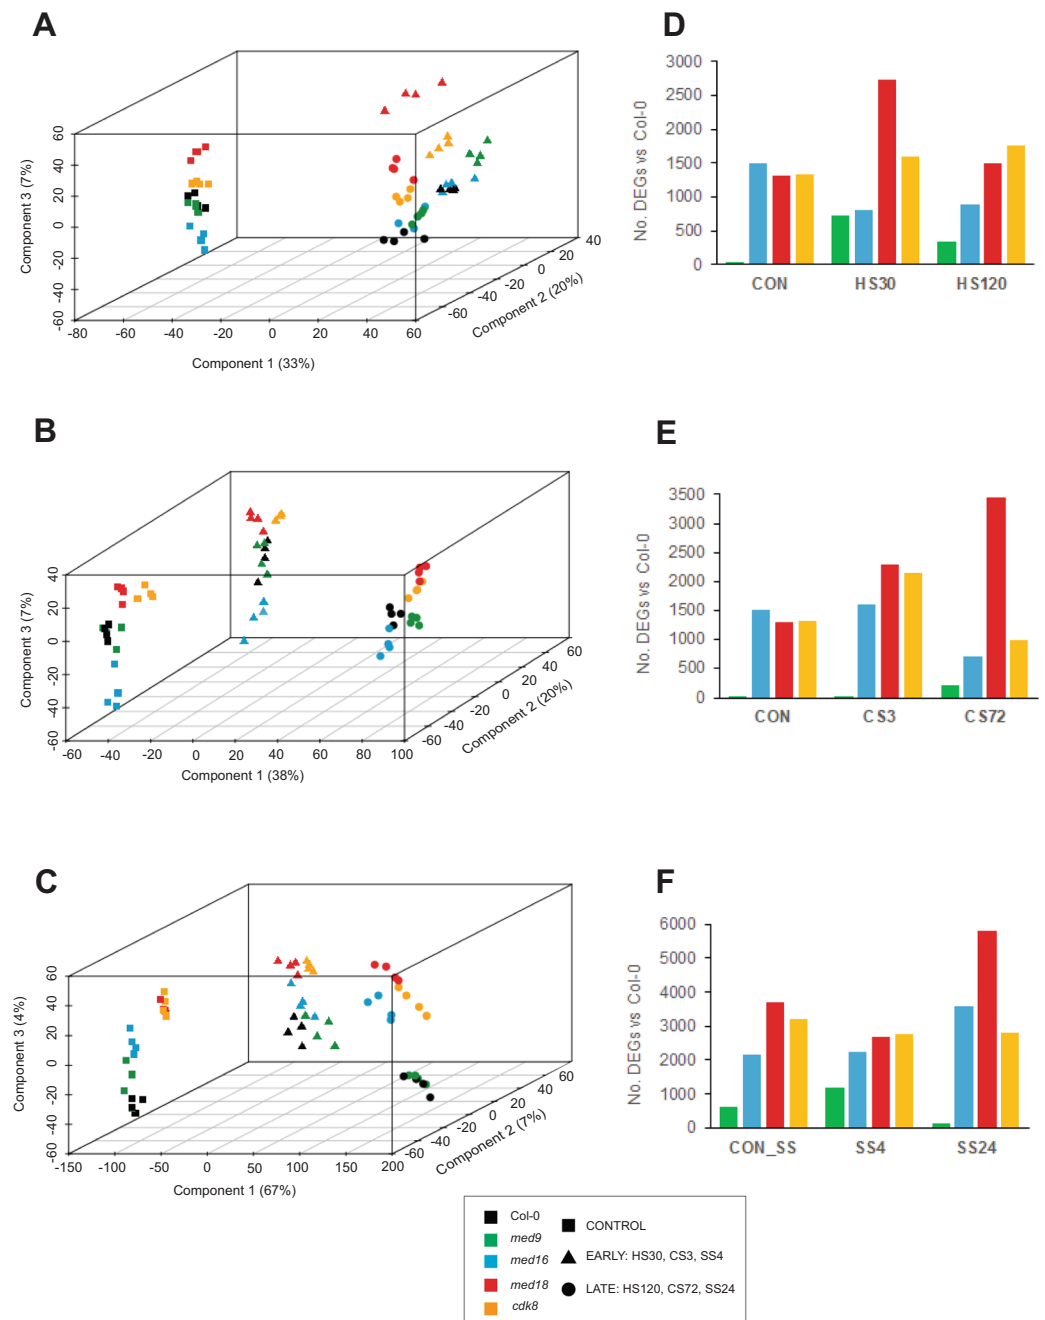 A
60
40
20
0
-20
-40
-60
Component 3 (7%)
-80
-60
-40
-20
0
20
40
60
Component 1 (33%)
-60
-40
-20
0
20
40
Component 2 (20%)
D
3000
2500
2000
1500
1000
500
0
No. DEGs vs Col-0
CON
HS30
HS120
B
40
20
0
-20
-40
-60
Component 3 (7%)
-60
-40
-20
0
20
40
60
80
100
Component 1 (38%)
-60
-40
-20
0
20
40
60
Component 2 (20%)
E
3500
3000
2500
2000
1500
1000
500
0
No. DEGs vs Col-0
CON
CS3
CS72
C
60
40
20
0
-20
-40
-60
Component 3 (4%)
-150
-100
-50
0
50
100
150
200
Component 1 (67%)
-60
-40
-20
0
20
40
60
Component 2 (7%)
F
6000
5000
4000
3000
2000
1000
0
No. DEGs vs Col-0
CON_SS
SS4
SS24
Col-0
med9
med16
med18
cdk8
CONTROL
EARLY: HS30, CS3, SS4
LATE: HS120, CS72, SS24